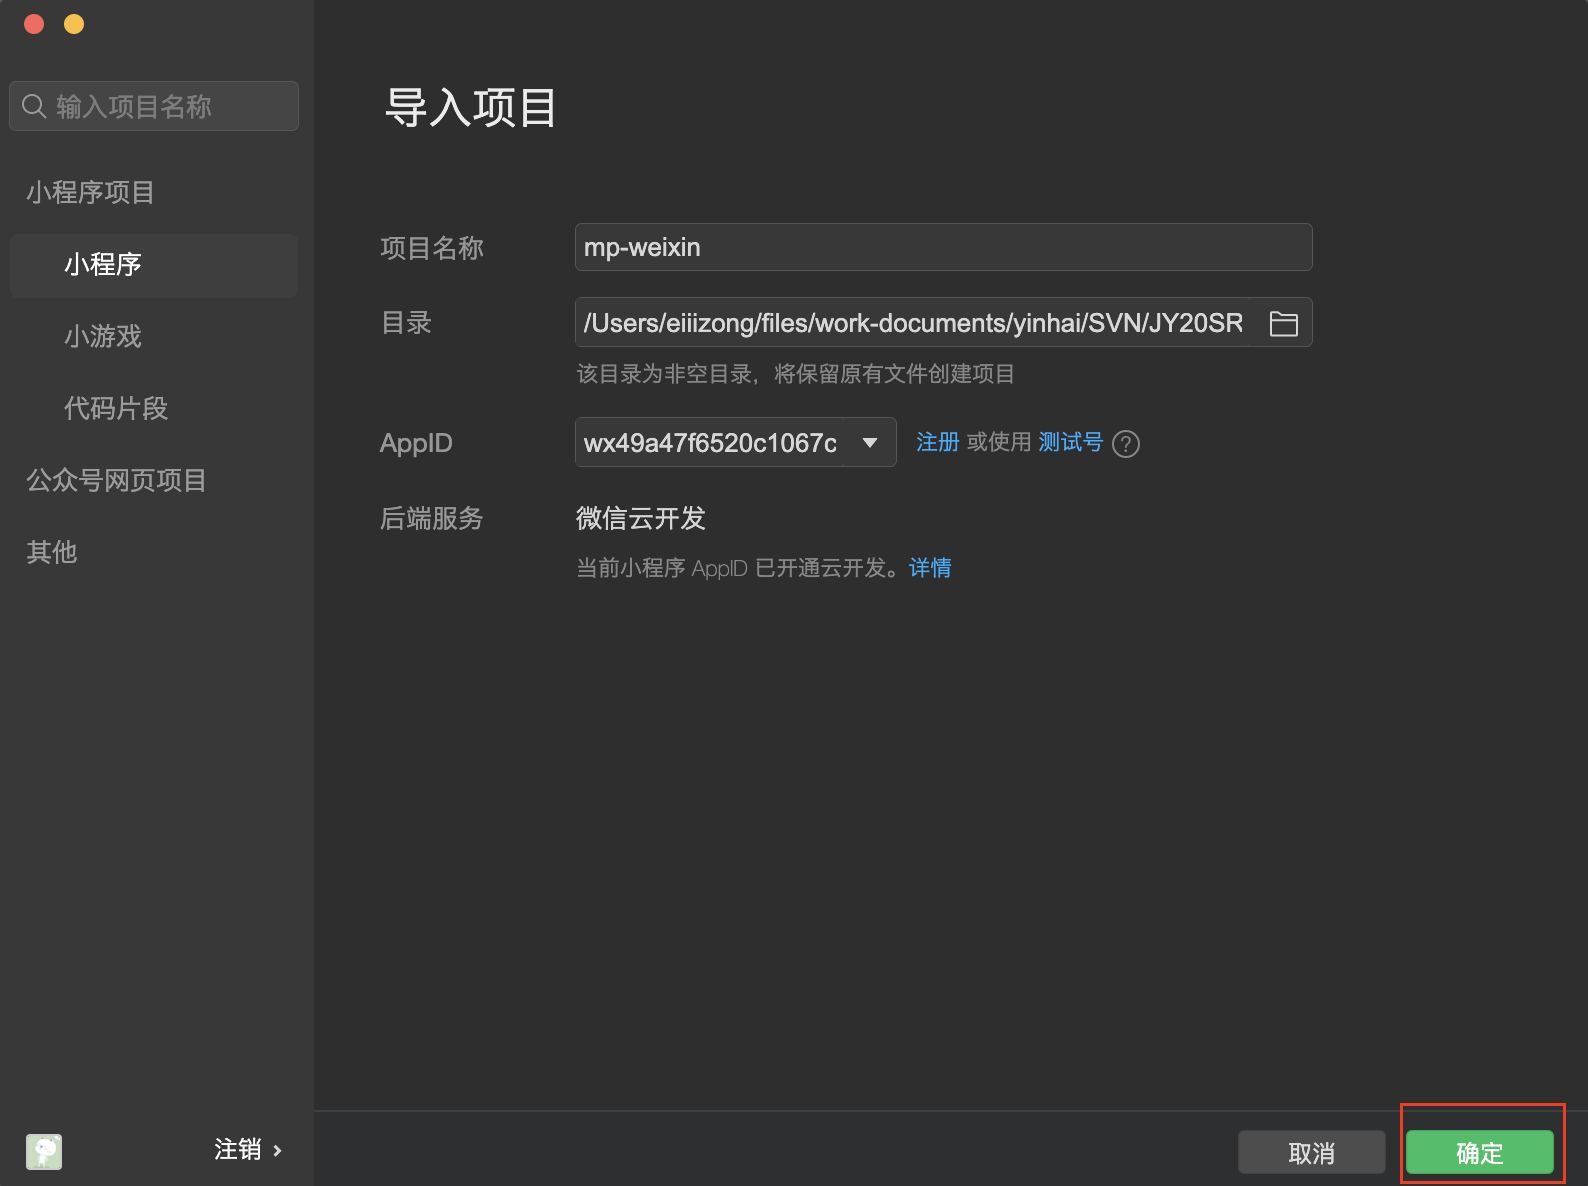 输入项目名称
小程序项目
小程序
小游戏
代码片段
公众号网页项目
其他
注销
导入项目
项目名称 mp-weixin
目录 /Users/eiiizong/files/work-documents/yinhai/SVN/JY20SR
该目录为非空目录，将保留原有文件创建项目
AppID wx49a47f6520c1067c 注册 或使用 测试号 ?
后端服务 微信云开发
当前小程序 AppID 已开通云开发。详情
取消 确定